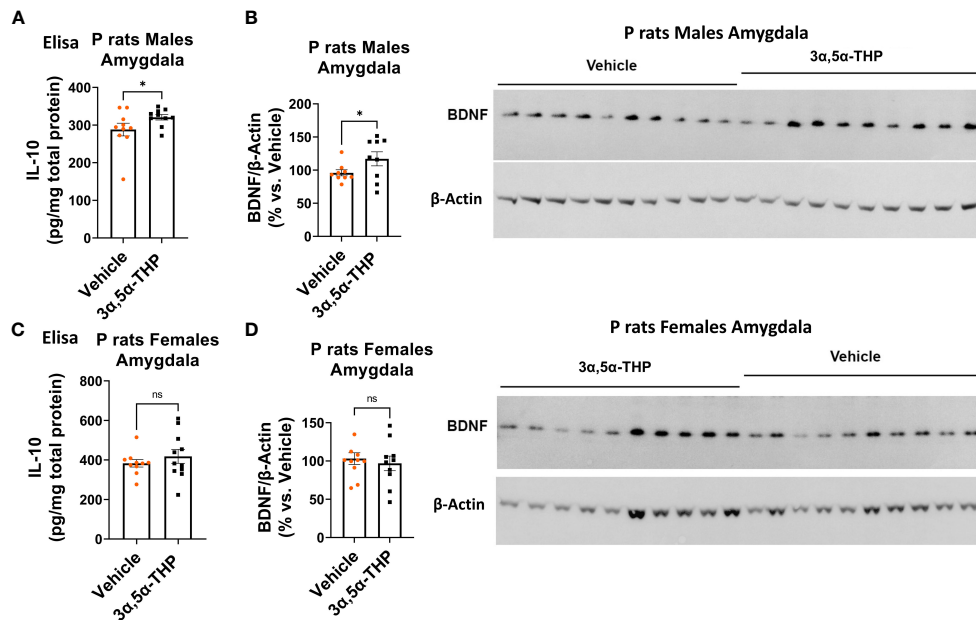 A
Elisa
P rats Males
Amygdala
IL-10
(pg/mg total protein)
400
300
200
100
0
*
Vehicle
3α,5α-THP
B
P rats Males
Amygdala
BDNF/β-Actin
(% vs. Vehicle)
200
150
100
50
0
*
Vehicle
3α,5α-THP
P rats Males Amygdala
Vehicle
3α,5α-THP
BDNF
β-Actin
C
Elisa
P rats Females
Amygdala
IL-10
(pg/mg total protein)
800
600
400
200
0
ns
Vehicle
3α,5α-THP
D
P rats Females
Amygdala
BDNF/β-Actin
(% vs. Vehicle)
150
100
50
0
ns
Vehicle
3α,5α-THP
P rats Females Amygdala
3α,5α-THP
Vehicle
BDNF
β-Actin